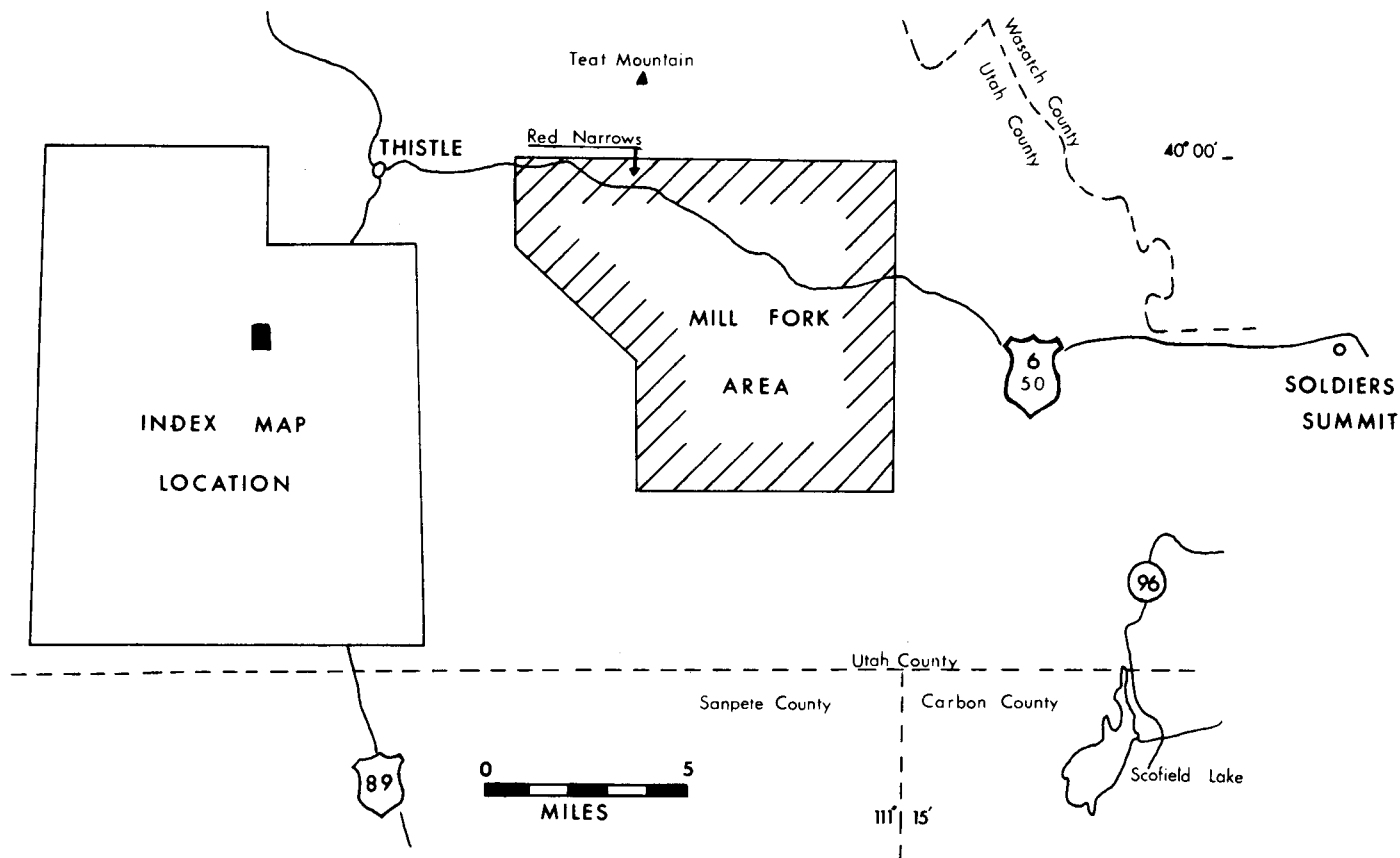 Teat Mountain
Wasatch County
Utah County
Red Narrows
THISTLE
40° 00'
MILL FORK
AREA
6
50
SOLDIERS
SUMMIT
INDEX MAP
LOCATION
96
Utah County
Sanpete County
Carbon County
Scofield Lake
89
0
5
MILES
111° 15'